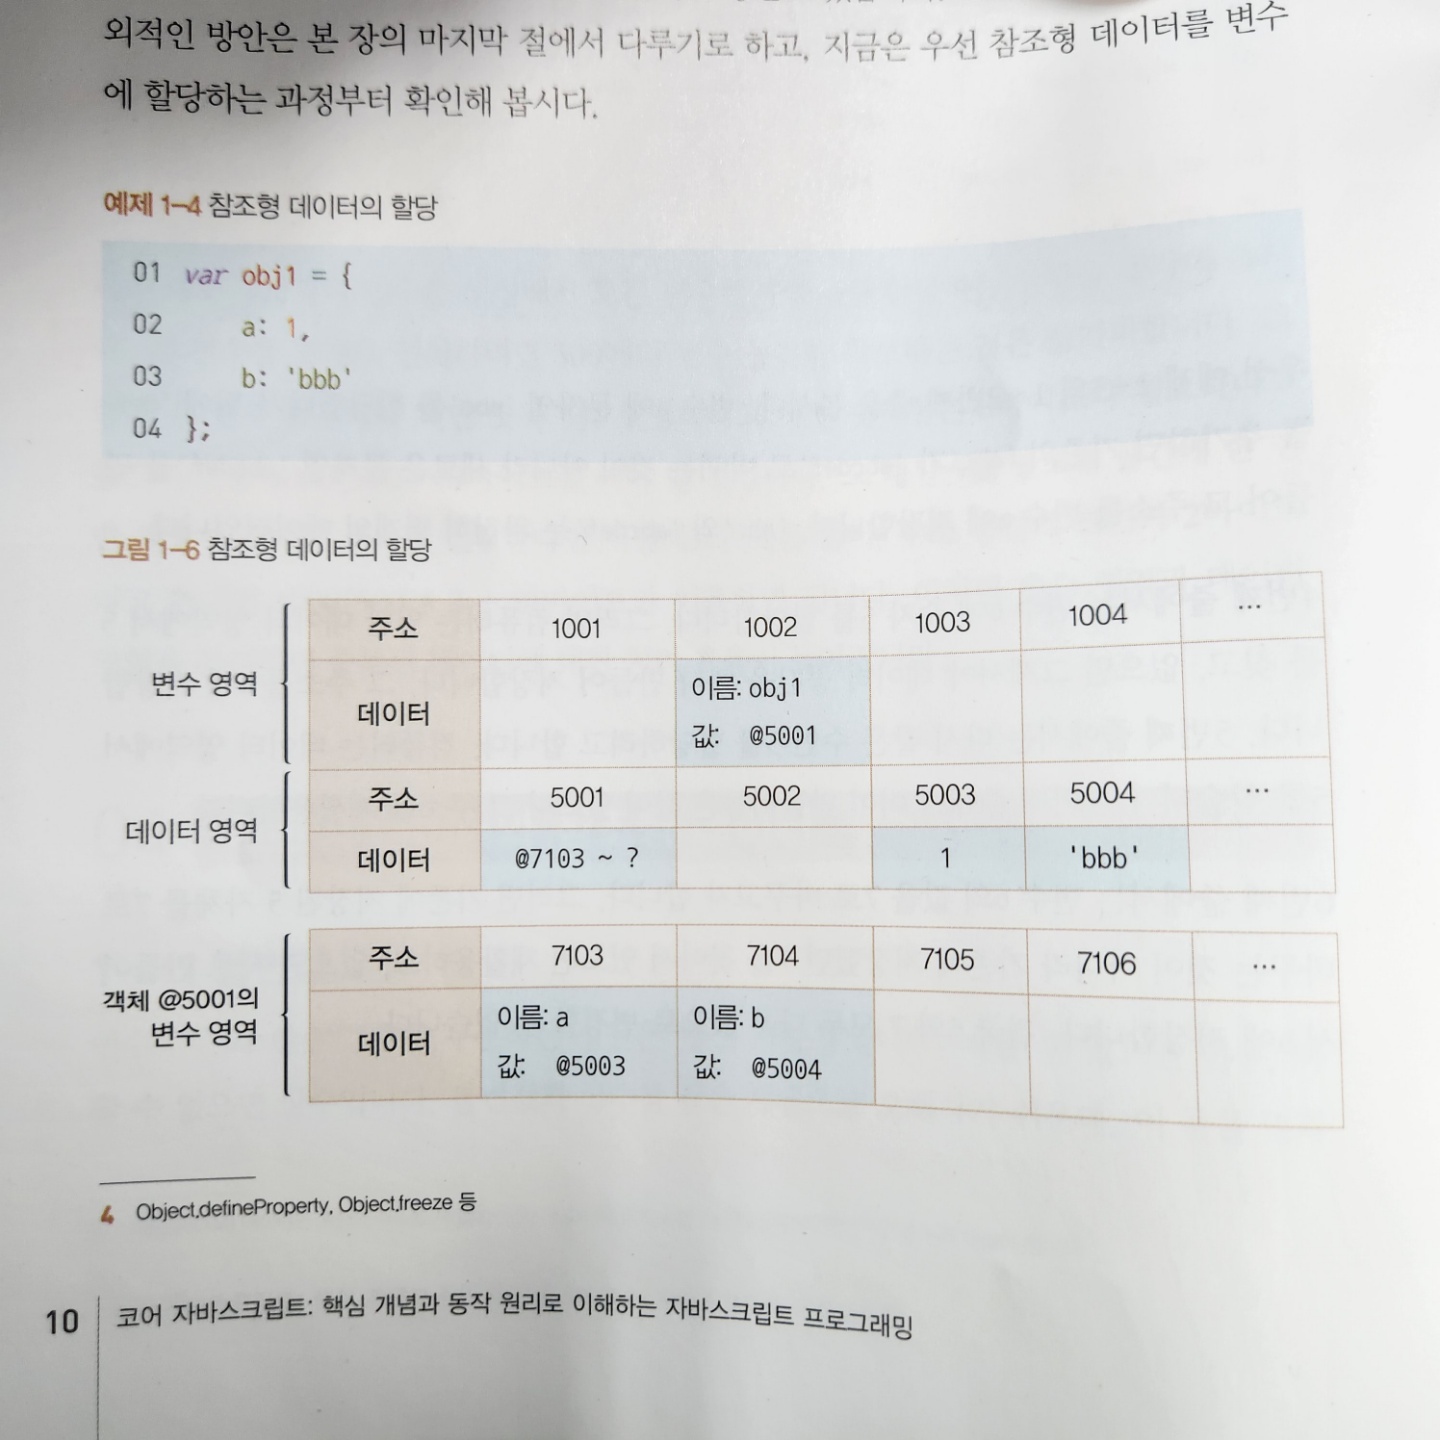 외적인 방안은 본 장의 마지막 절에서 다루기로 하고, 지금은 우선 참조형 데이터를 변수
에 할당하는 과정부터 확인해 봅시다.
예제 1-4 참조형 데이터의 할당
01 var obj1 = {
02     a: 1,
03     b: 'bbb'
04 };
그림 1-6 참조형 데이터의 할당
변수 영역
주소 1001 1002 1003 1004 …
데이터 이름: obj1
값: @5001
데이터 영역
주소 5001 5002 5003 5004 …
데이터 @7103 ~ ? 1 'bbb'
객체 @5001의
변수 영역
주소 7103 7104 7105 7106 …
데이터 이름: a 이름: b
값: @5003 값: @5004
4 Object.defineProperty, Object.freeze 등
10 코어 자바스크립트: 핵심 개념과 동작 원리로 이해하는 자바스크립트 프로그래밍